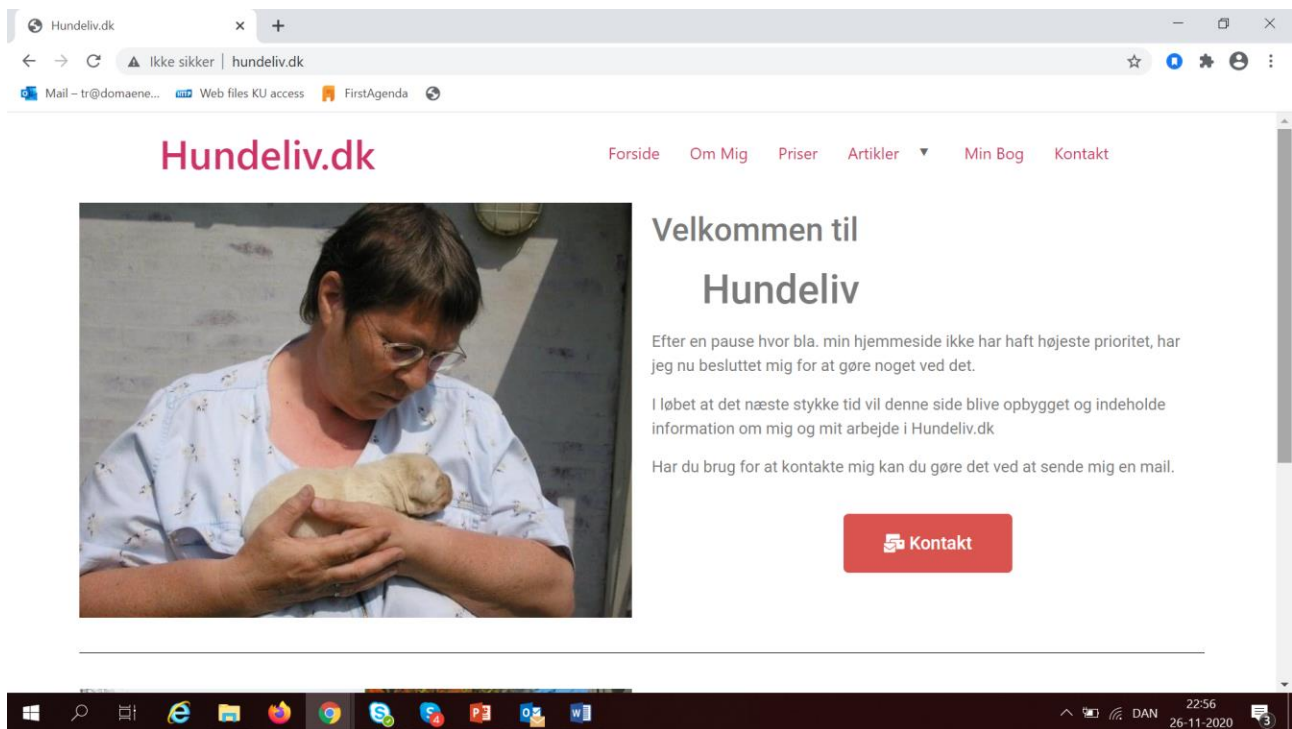 Hundeliv.dk
Ikke sikker | hundeliv.dk
Mail – tr@domaene... Web files KU access FirstAgenda
Hundeliv.dk
Forside Om Mig Priser Artikler ▼ Min Bog Kontakt
Velkommen til
Hundeliv
Efter en pause hvor bla. min hjemmeside ikke har haft højeste prioritet, har
jeg nu besluttet mig for at gøre noget ved det.
I løbet at det næste stykke tid vil denne side blive opbygget og indeholde
information om mig og mit arbejde i Hundeliv.dk
Har du brug for at kontakte mig kan du gøre det ved at sende mig en mail.
Kontakt
DAN
22:56
26-11-2020
3